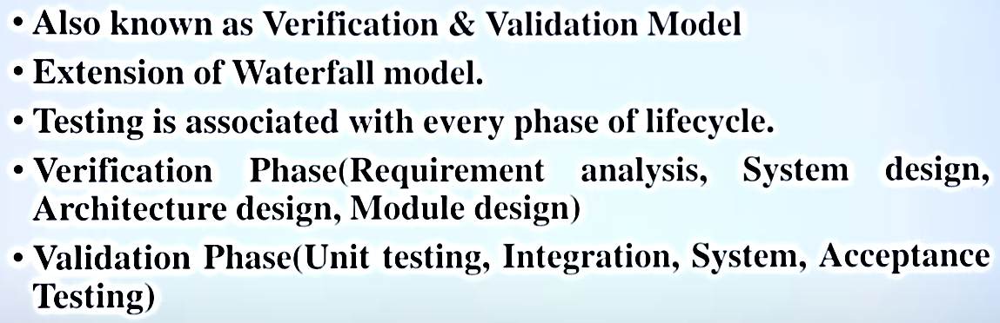 • Also known as Verification & Validation Model
• Extension of Waterfall model.
• Testing is associated with every phase of lifecycle.
• Verification Phase(Requirement analysis, System design,
Architecture design, Module design)
• Validation Phase(Unit testing, Integration, System, Acceptance
Testing)